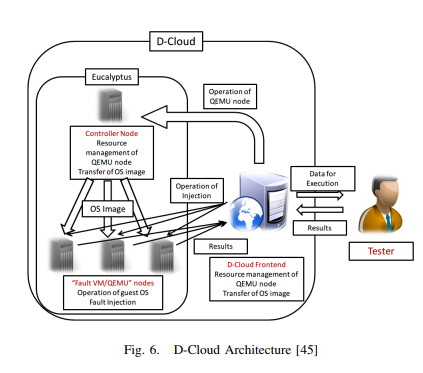 D-Cloud
Eucalyptus
Operation of
QEMU node
Controller Node
Resource
management of
QEMU node
Transfer of OS image
Data for
Execution
Operation of
Injection
OS Image
Results
Results
Tester
"Fault VM/QEMU" nodes
Operation of guest OS
Fault Injection
D-Cloud Frontend
Resource management of
QEMU node
Transfer of OS image
Fig. 6. D-Cloud Architecture [45]